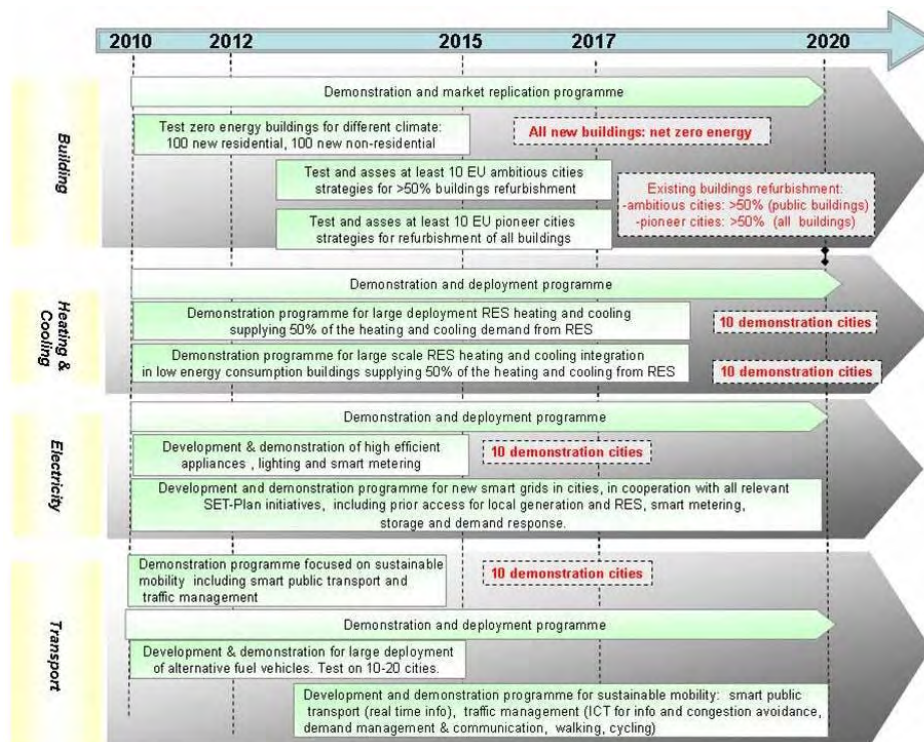 2010 2012 2015 2017 2020
Building
Demonstration and market replication programme
Test zero energy buildings for different climate:
100 new residential, 100 new non-residential
All new buildings: net zero energy
Test and asses at least 10 EU ambitious cities
strategies for >50% buildings refurbishment
Existing buildings refurbishment:
-ambitious cities: >50% (public buildings)
-pioneer cities: >50% (all buildings)
Test and asses at least 10 EU pioneer cities
strategies for refurbishment of all buildings
Heating &
Cooling
Demonstration and deployment programme
Demonstration programme for large deployment RES heating and cooling
supplying 50% of the heating and cooling demand from RES
10 demonstration cities
Demonstration programme for large scale RES heating and cooling integration
in low energy consumption buildings supplying 50% of the heating and cooling from RES
10 demonstration cities
Electricity
Demonstration and deployment programme
Development & demonstration of high efficient
appliances , lighting and smart metering
10 demonstration cities
Development and demonstration programme for new smart grids in cities, in cooperation with all relevant
SET-Plan initiatives, including prior access for local generation and RES, smart metering,
storage and demand response.
Transport
Demonstration programme focused on sustainable
mobility including smart public transport and
traffic management
10 demonstration cities
Demonstration and deployment programme
Development & demonstration for large deployment
of alternative fuel vehicles. Test on 10-20 cities.
Development and demonstration programme for sustainable mobility: smart public
transport (real time info), traffic management (ICT for info and congestion avoidance,
demand management & communication, walking, cycling)